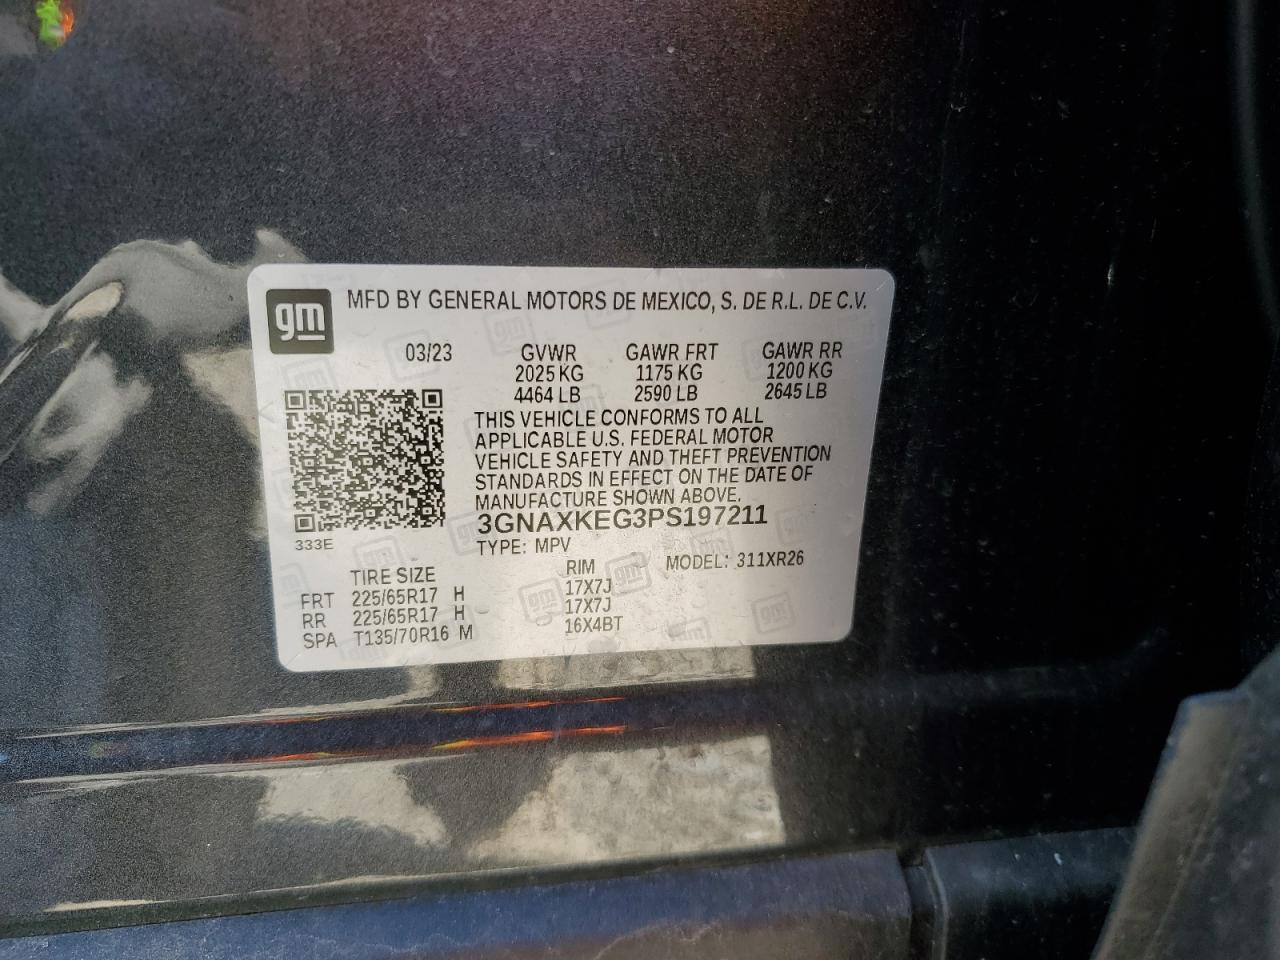 gm MFD BY GENERAL MOTORS DE MEXICO, S. DE R.L. DE C.V.
03/23 GVWR GAWR FRT GAWR RR
2025 KG 1175 KG 1200 KG
4464 LB 2590 LB 2645 LB
THIS VEHICLE CONFORMS TO ALL
APPLICABLE U.S. FEDERAL MOTOR
VEHICLE SAFETY AND THEFT PREVENTION
STANDARDS IN EFFECT ON THE DATE OF
MANUFACTURE SHOWN ABOVE.
3GNAXKEG3PS197211
333E
TYPE: MPV MODEL: 311XR26
TIRE SIZE RIM
FRT 225/65R17 H 17X7J
RR 225/65R17 H 17X7J
SPA T135/70R16 M 16X4BT